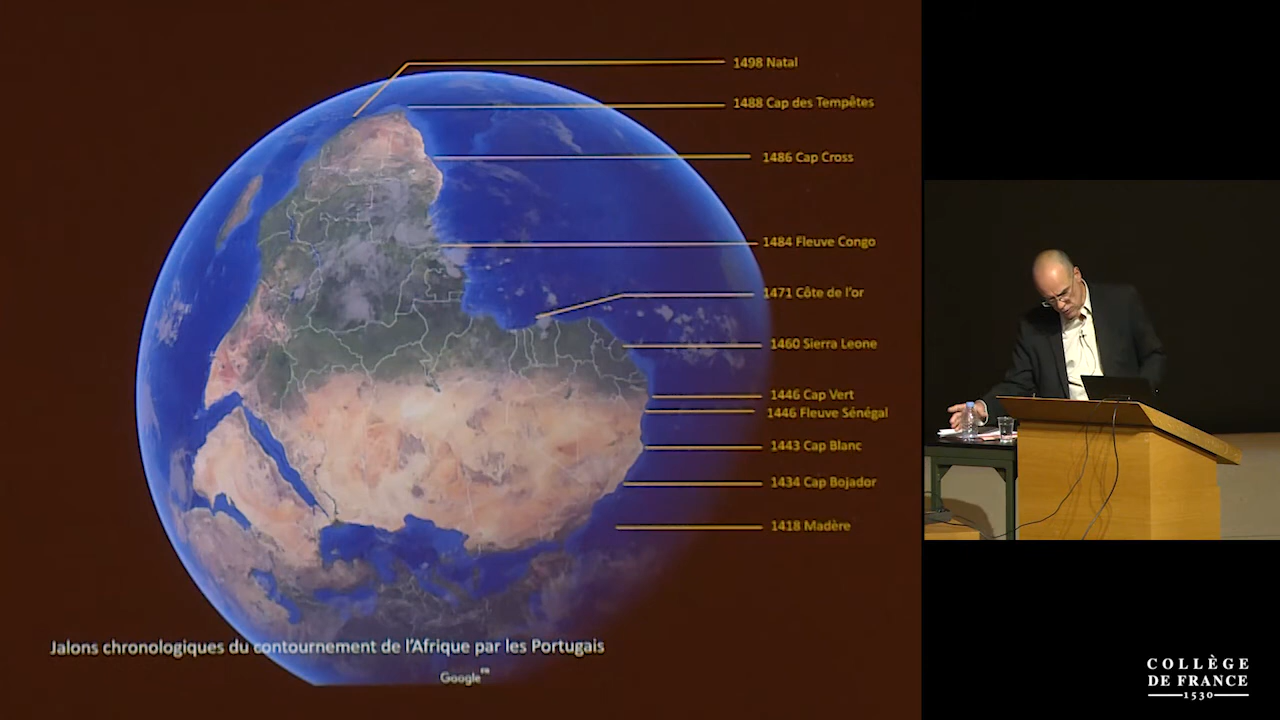 1498 Natal
1488 Cap des Tempêtes
1486 Cap Cross
1484 Fleuve Congo
1471 Côte de l'or
1460 Sierra Leone
1446 Cap Vert
1446 Fleuve Sénégal
1443 Cap Blanc
1434 Cap Bojador
1418 Madère
Jalons chronologiques du contournement de l'Afrique par les Portugais
Google™
COLLÈGE
DE FRANCE
1530